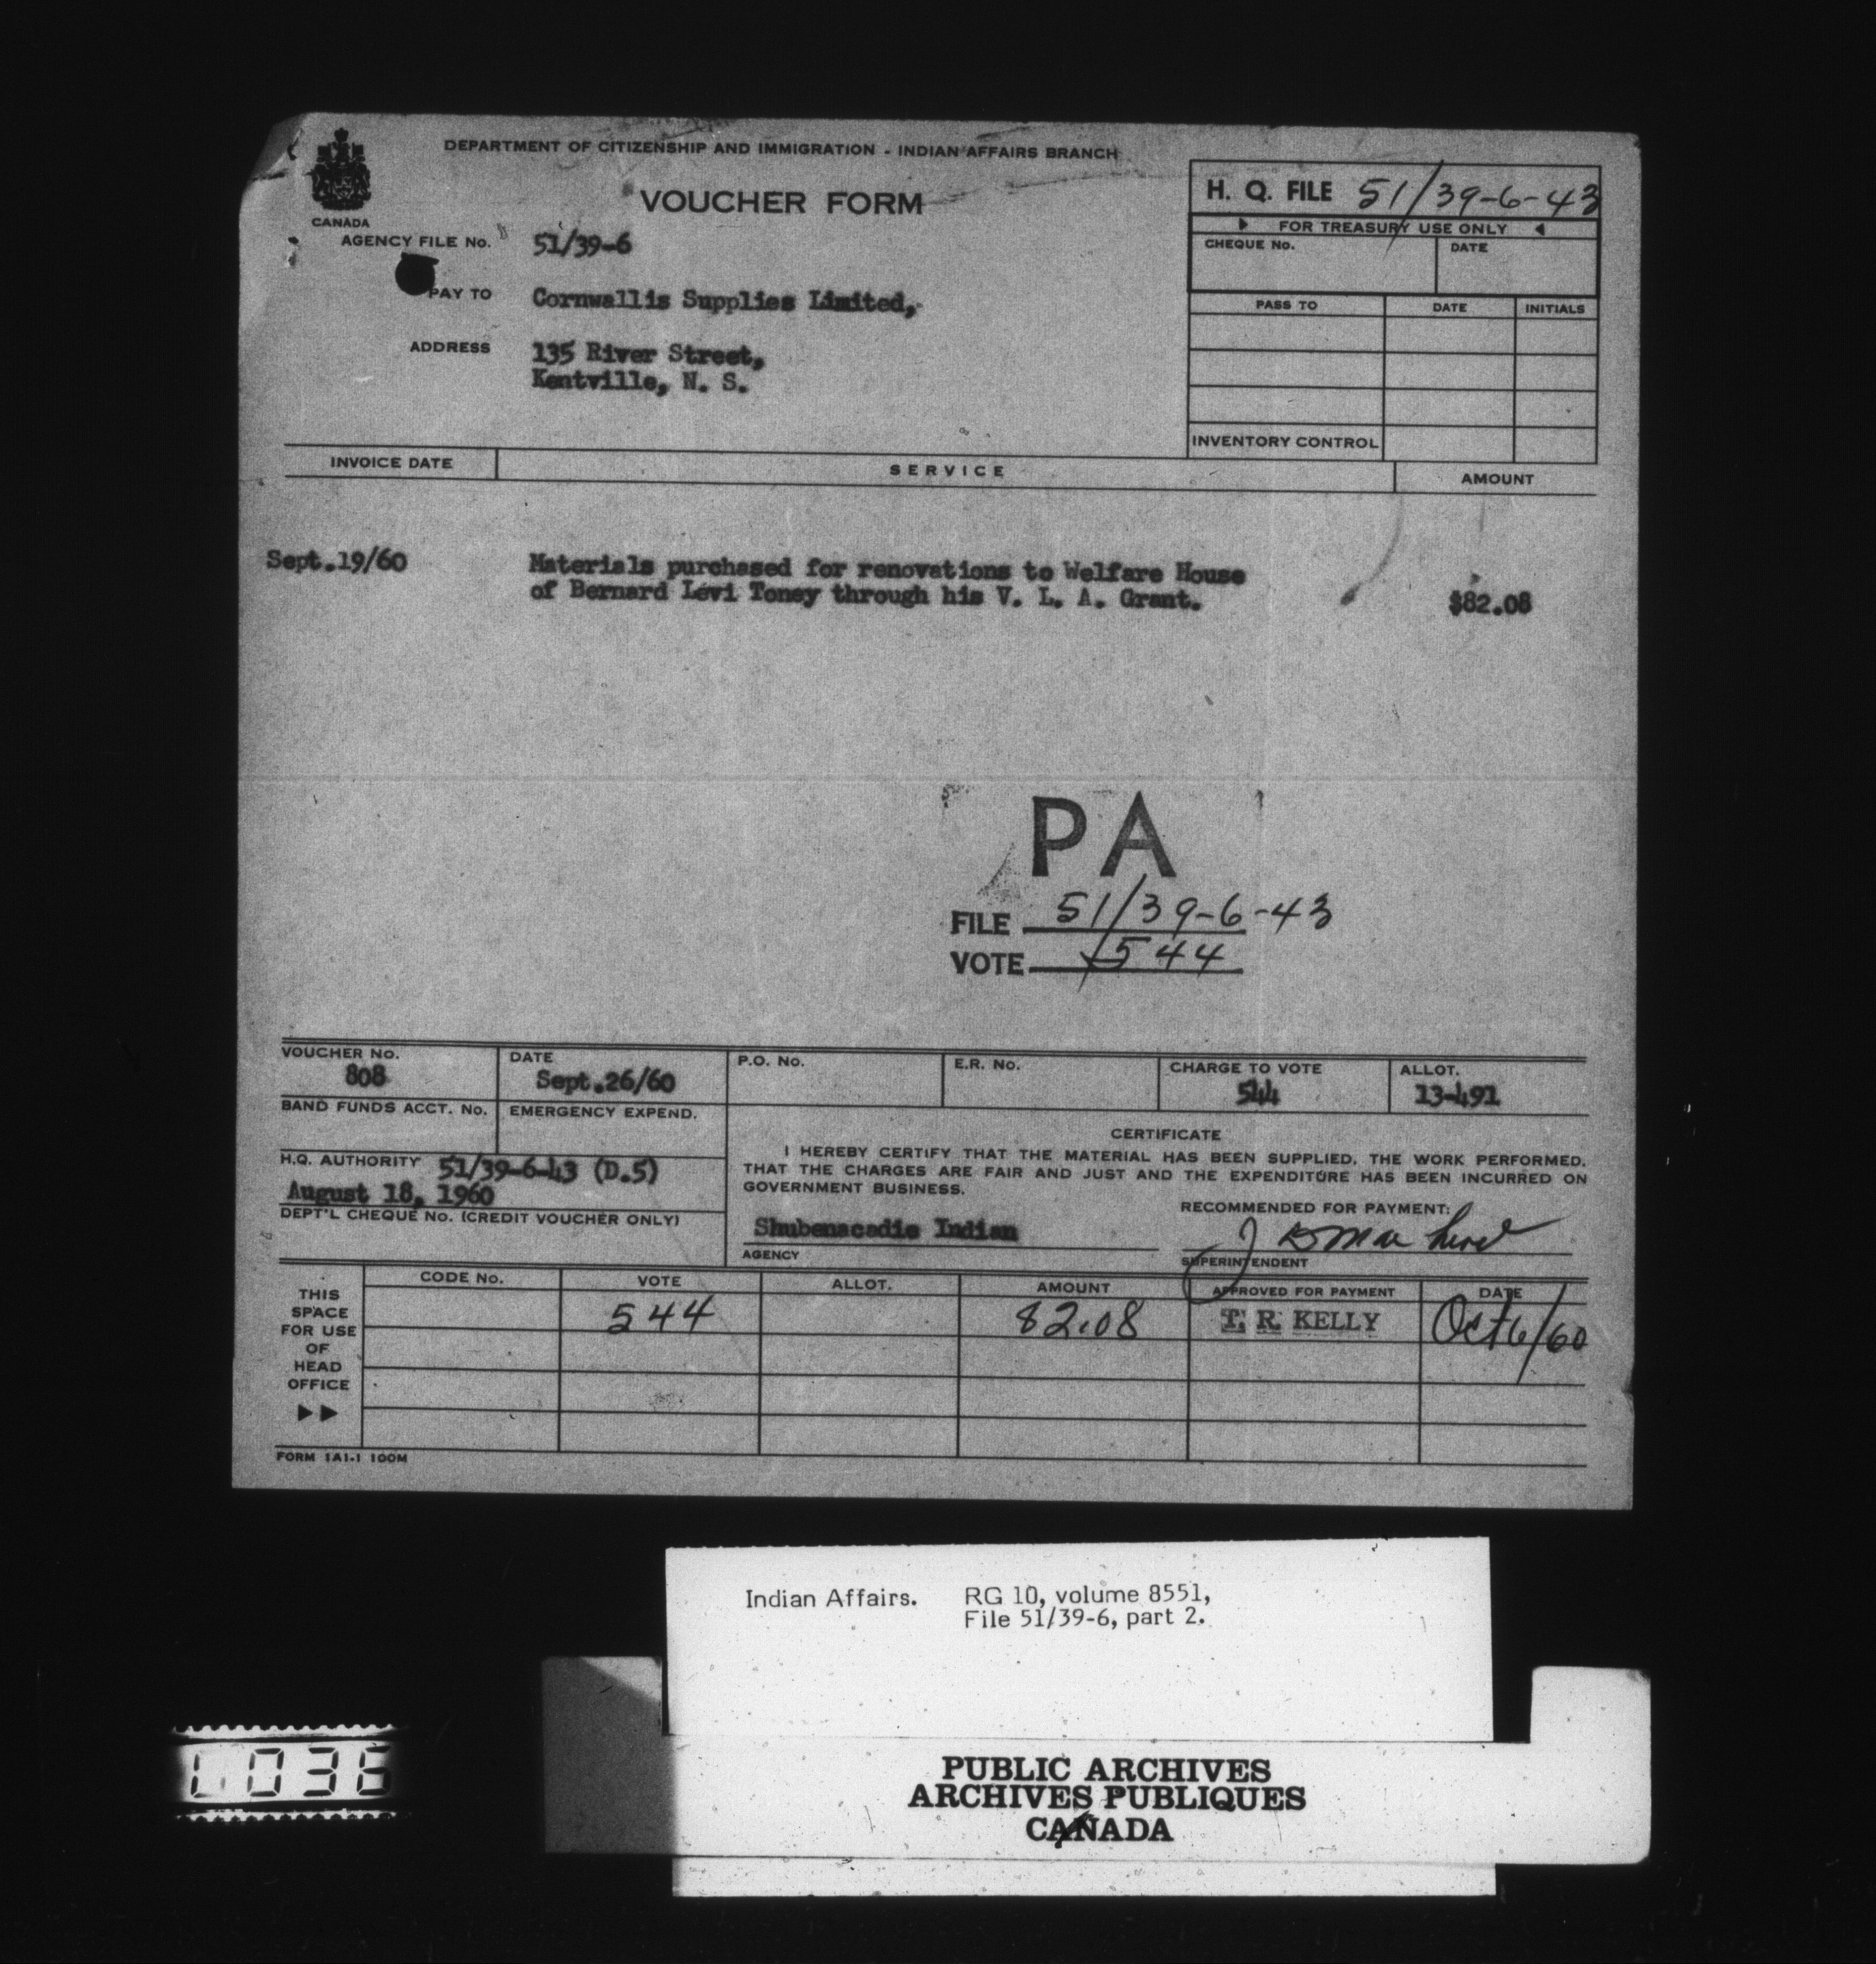 DEPARTMENT OF CITIZENSHIP AND IMMIGRATION - INDIAN AFFAIRS BRANCH
VOUCHER FORM
CANADA
H. Q. FILE 51/39-6-43
FOR TREASURY USE ONLY
CHEQUE No. DATE
PASS TO DATE INITIALS
INVENTORY CONTROL
AGENCY FILE No. 51/39-6
PAY TO Cornwallis Supplies Limited,
ADDRESS 135 River Street,
Kentville, N. S.
INVOICE DATE SERVICE AMOUNT
Sept.19/60 Materials purchased for renovations to Welfare House
of Bernard Levi Toney through his V. L. A. Grant. $82.08
PA
FILE 51/39-6-43
VOTE 544
VOUCHER No. DATE P.O. No. E.R. No. CHARGE TO VOTE ALLOT.
808 Sept.26/60 544 13-491
BAND FUNDS ACCT. No. EMERGENCY EXPEND.
H.Q. AUTHORITY 51/39-6-43 (D.5)
August 18, 1960
DEPT'L CHEQUE No. (CREDIT VOUCHER ONLY)
CERTIFICATE
I HEREBY CERTIFY THAT THE MATERIAL HAS BEEN SUPPLIED, THE WORK PERFORMED,
THAT THE CHARGES ARE FAIR AND JUST AND THE EXPENDITURE HAS BEEN INCURRED ON
GOVERNMENT BUSINESS.
RECOMMENDED FOR PAYMENT:
Shubenacadie Indian
AGENCY
SUPERINTENDENT
THIS
SPACE
FOR USE
OF
HEAD
OFFICE
CODE No. VOTE ALLOT. AMOUNT APPROVED FOR PAYMENT DATE
544 82.08 T. R. KELLY Oct 6/60
FORM 1A1-1 100M
Indian Affairs. RG 10, volume 8551,
File 51/39-6, part 2.
PUBLIC ARCHIVES
ARCHIVES PUBLIQUES
CANADA